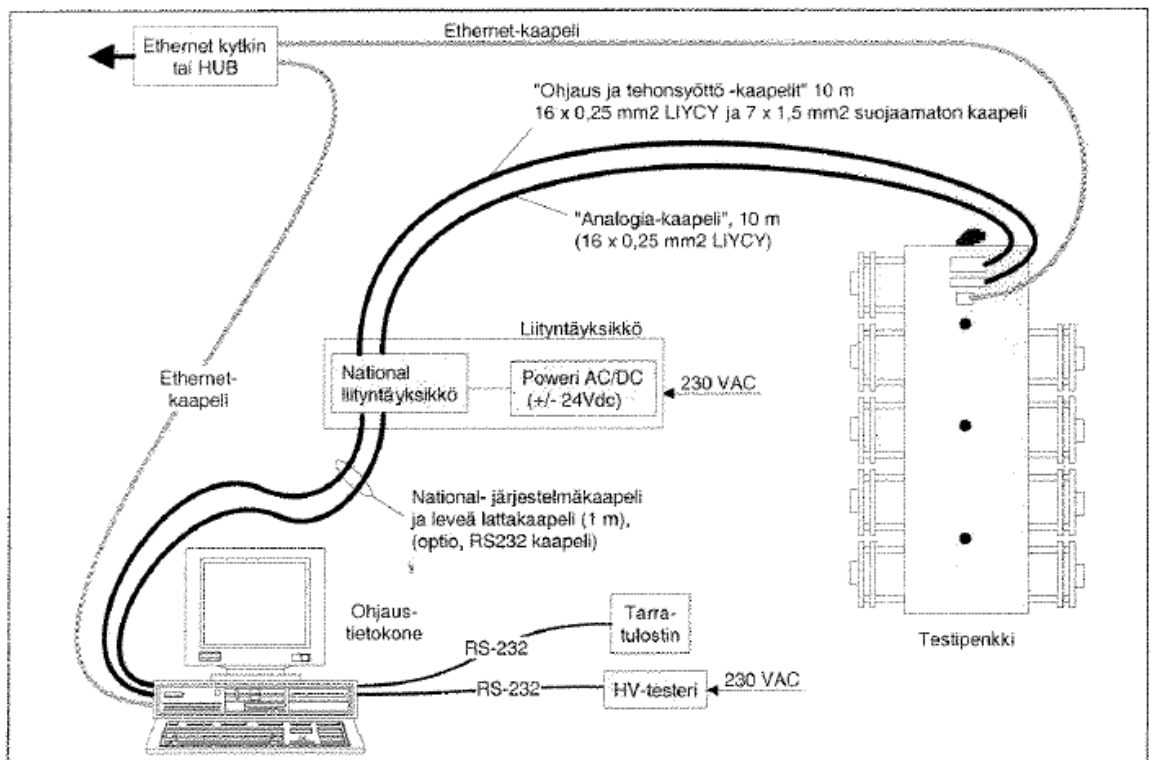 Ethernet-kaapeli
Ethernet kytkin
tai HUB
"Ohjaus ja tehonsyöttö -kaapelit" 10 m
16 x 0,25 mm2 LIYCY ja 7 x 1,5 mm2 suojaamaton kaapeli
"Analogia-kaapeli", 10 m
(16 x 0,25 mm2 LIYCY)
Liityntäyksikkö
National
liityntäyksikkö
Poweri AC/DC
(+/- 24Vdc)
230 VAC
Ethernet-
kaapeli
National- järjestelmäkaapeli
ja leveä lattakaapeli (1 m),
(optio, RS232 kaapeli)
Ohjaus-
tietokone
RS-232
Tarra-
tulostin
Testipenkki
RS-232
HV-testeri
230 VAC